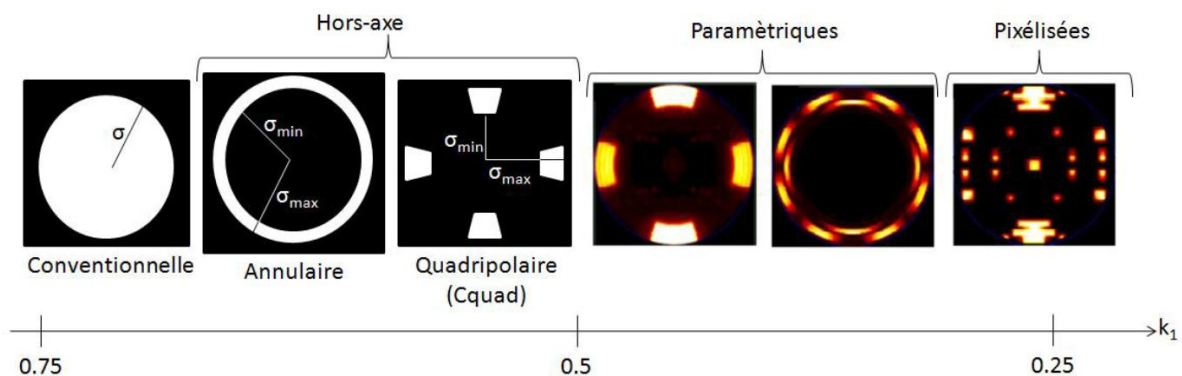 Hors-axe
Paramètriques
Pixélisées
σ
σmin
σmax
σmin
σmax
Conventionnelle
Annulaire
Quadripolaire
(Cquad)
k1
0.75
0.5
0.25